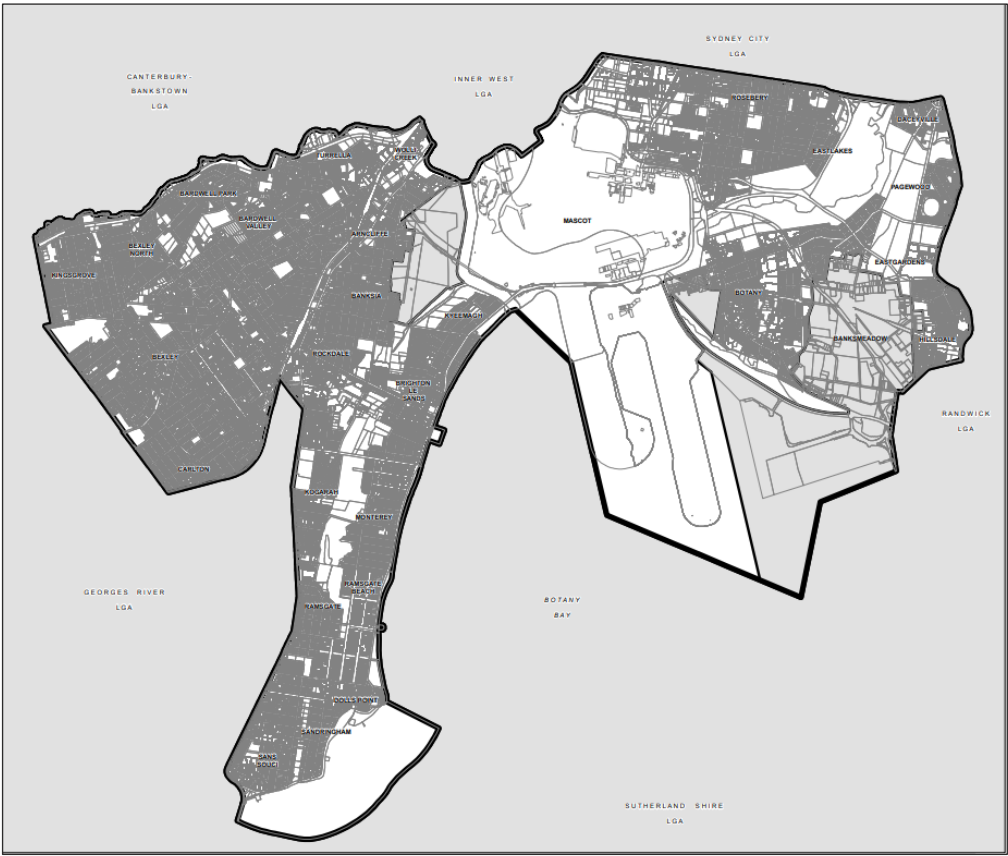 SYDNEY CITY
LGA
CANTERBURY-
BANKSTOWN
LGA
INNER WEST
LGA
ROSEBERY
DACEYVILLE
EASTLAKES
TURRELLA
WOLLI
CREEK
PAGEWOOD
BARDWELL PARK
BARDWELL
VALLEY
MASCOT
ARNCLIFFE
BEXLEY
NORTH
EASTGARDENS
KINGSGROVE
BANKSIA
BOTANY
KYEEMAGH
BANKSMEADOW
HILLSDALE
ROCKDALE
BEXLEY
BRIGHTON
LE
SANDS
RANDWICK
LGA
CARLTON
KOGARAH
MONTEREY
RAMSGATE
BEACH
GEORGES RIVER
LGA
RAMSGATE
BOTANY
BAY
DOLLS POINT
SANDRINGHAM
SANS
SOUCI
SUTHERLAND SHIRE
LGA